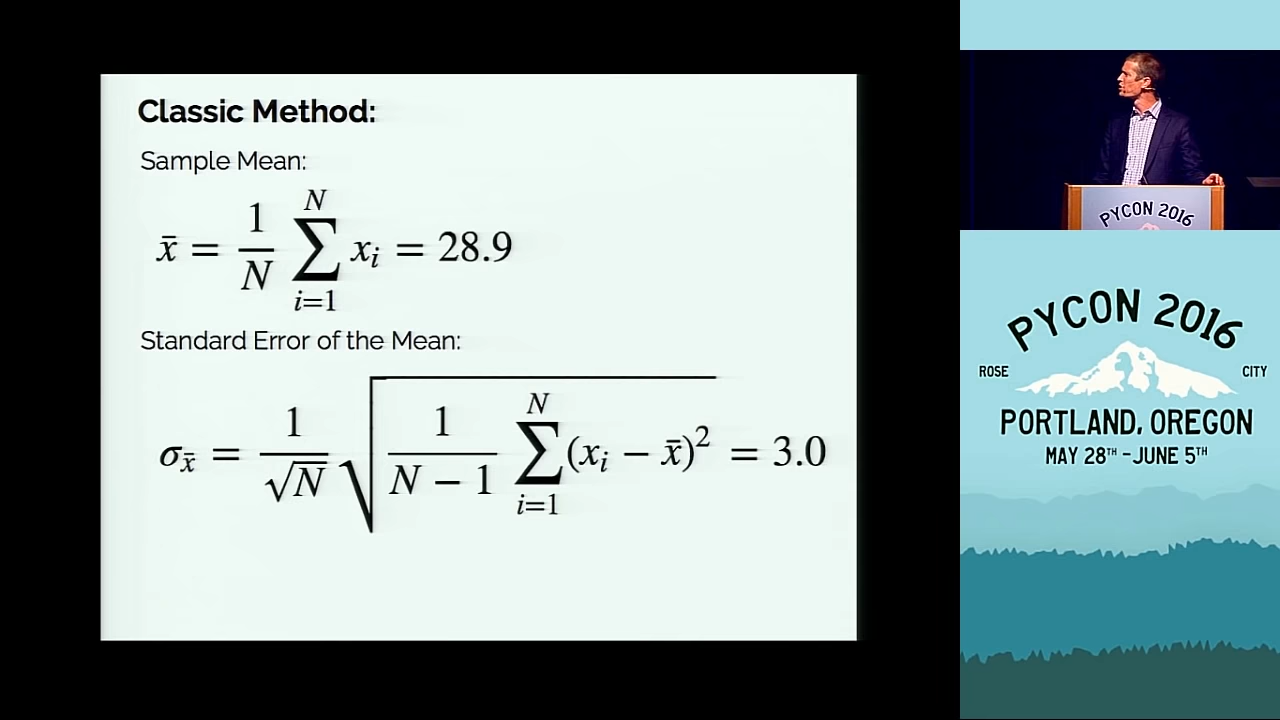 Classic Method:
Sample Mean:
x̄ = 1/N ∑_{i=1}^{N} x_i = 28.9
Standard Error of the Mean:
σ_x̄ = 1/√N √(1/(N − 1) ∑_{i=1}^{N} (x_i − x̄)²) = 3.0
PYCON 2016
PYCON 2016
ROSE CITY
PORTLAND, OREGON
MAY 28TH - JUNE 5TH